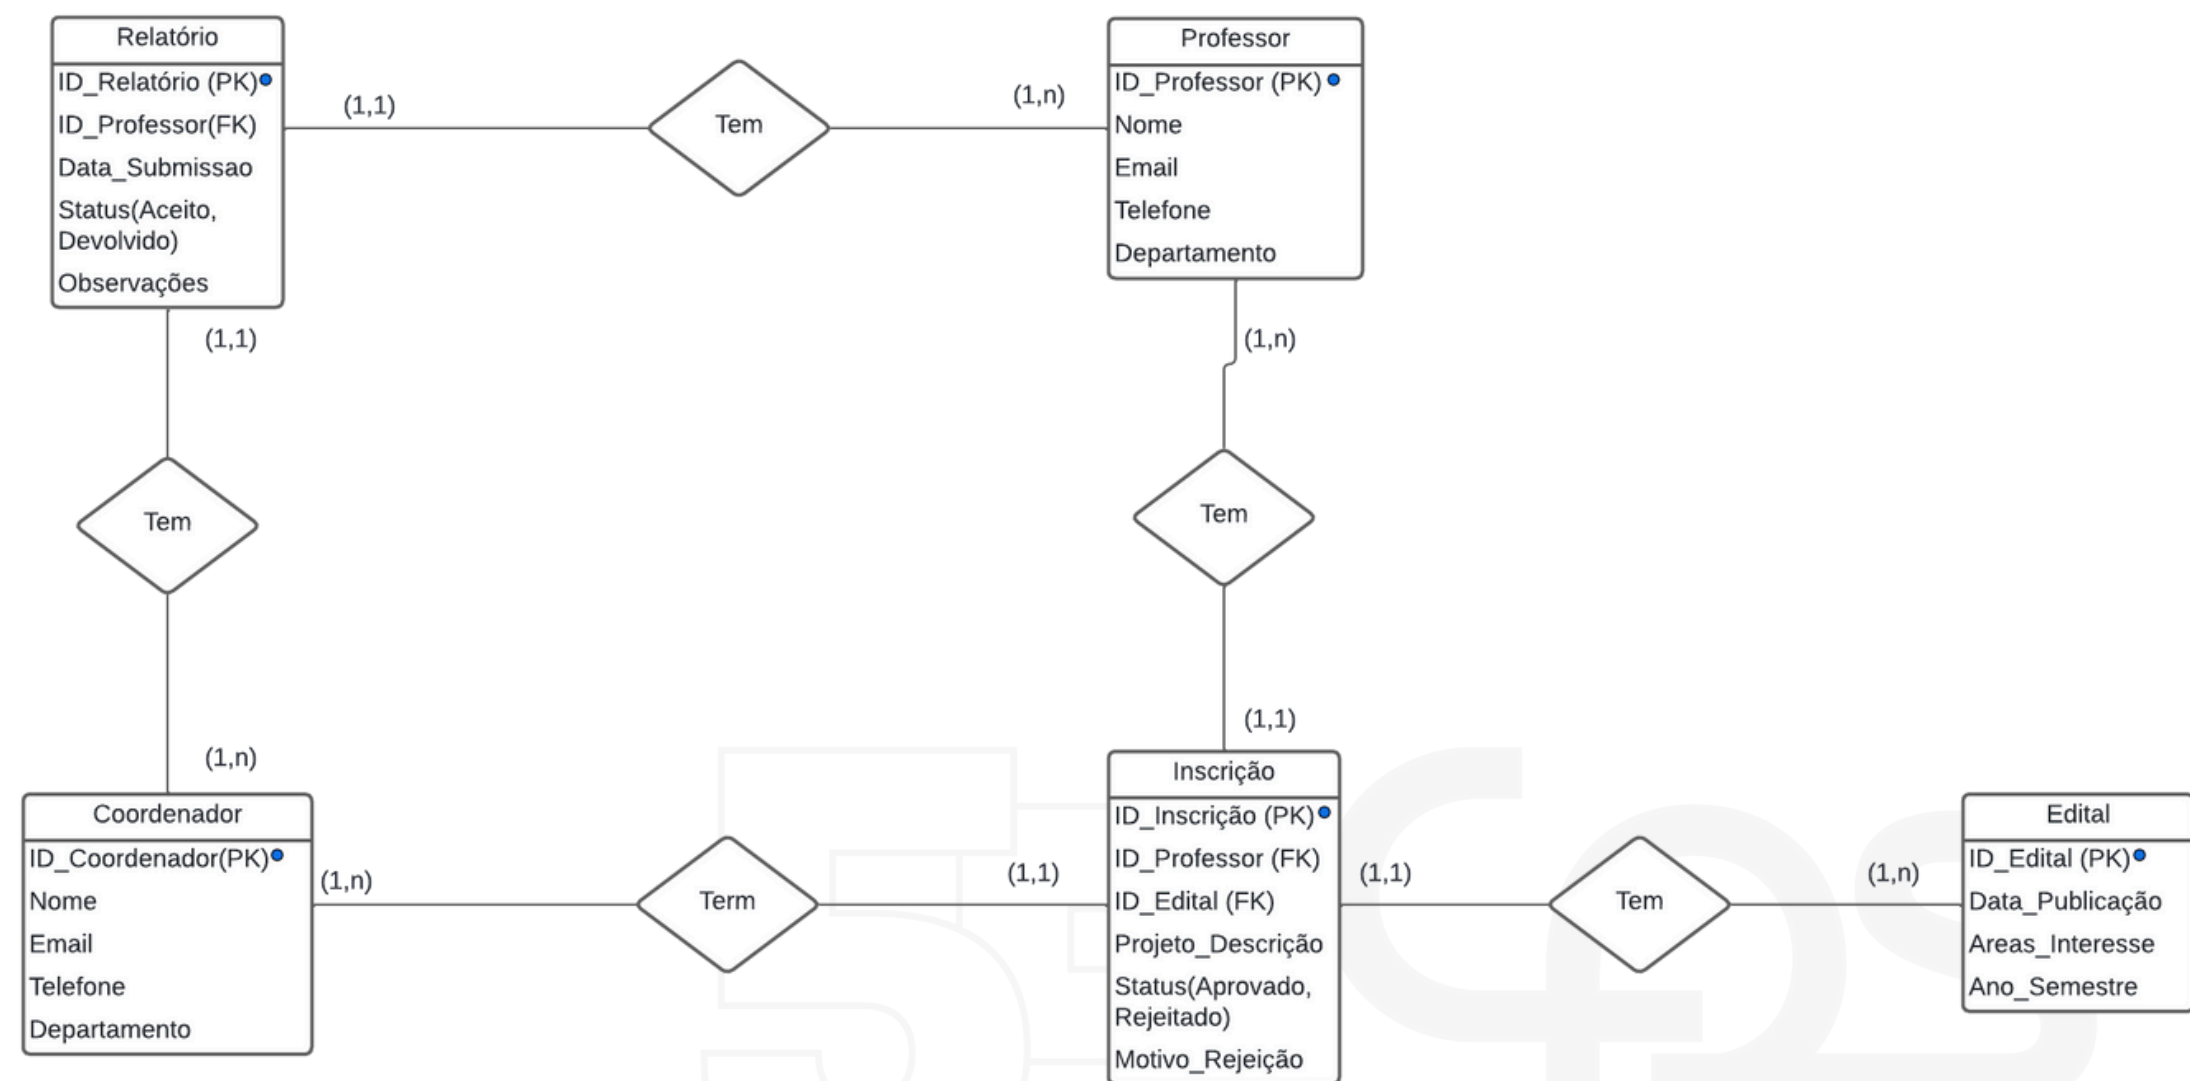 Relatório
ID_Relatório (PK)
ID_Professor(FK)
Data_Submissao
Status(Aceito,
Devolvido)
Observações
(1,1)
Tem
(1,n)
Professor
ID_Professor (PK)
Nome
Email
Telefone
Departamento
(1,1)
Tem
(1,n)
(1,n)
Tem
(1,1)
Coordenador
ID_Coordenador(PK)
Nome
Email
Telefone
Departamento
(1,n)
Term
(1,1)
Inscrição
ID_Inscrição (PK)
ID_Professor (FK)
ID_Edital (FK)
Projeto_Descrição
Status(Aprovado,
Rejeitado)
Motivo_Rejeição
(1,1)
Tem
(1,n)
Edital
ID_Edital (PK)
Data_Publicação
Areas_Interesse
Ano_Semestre